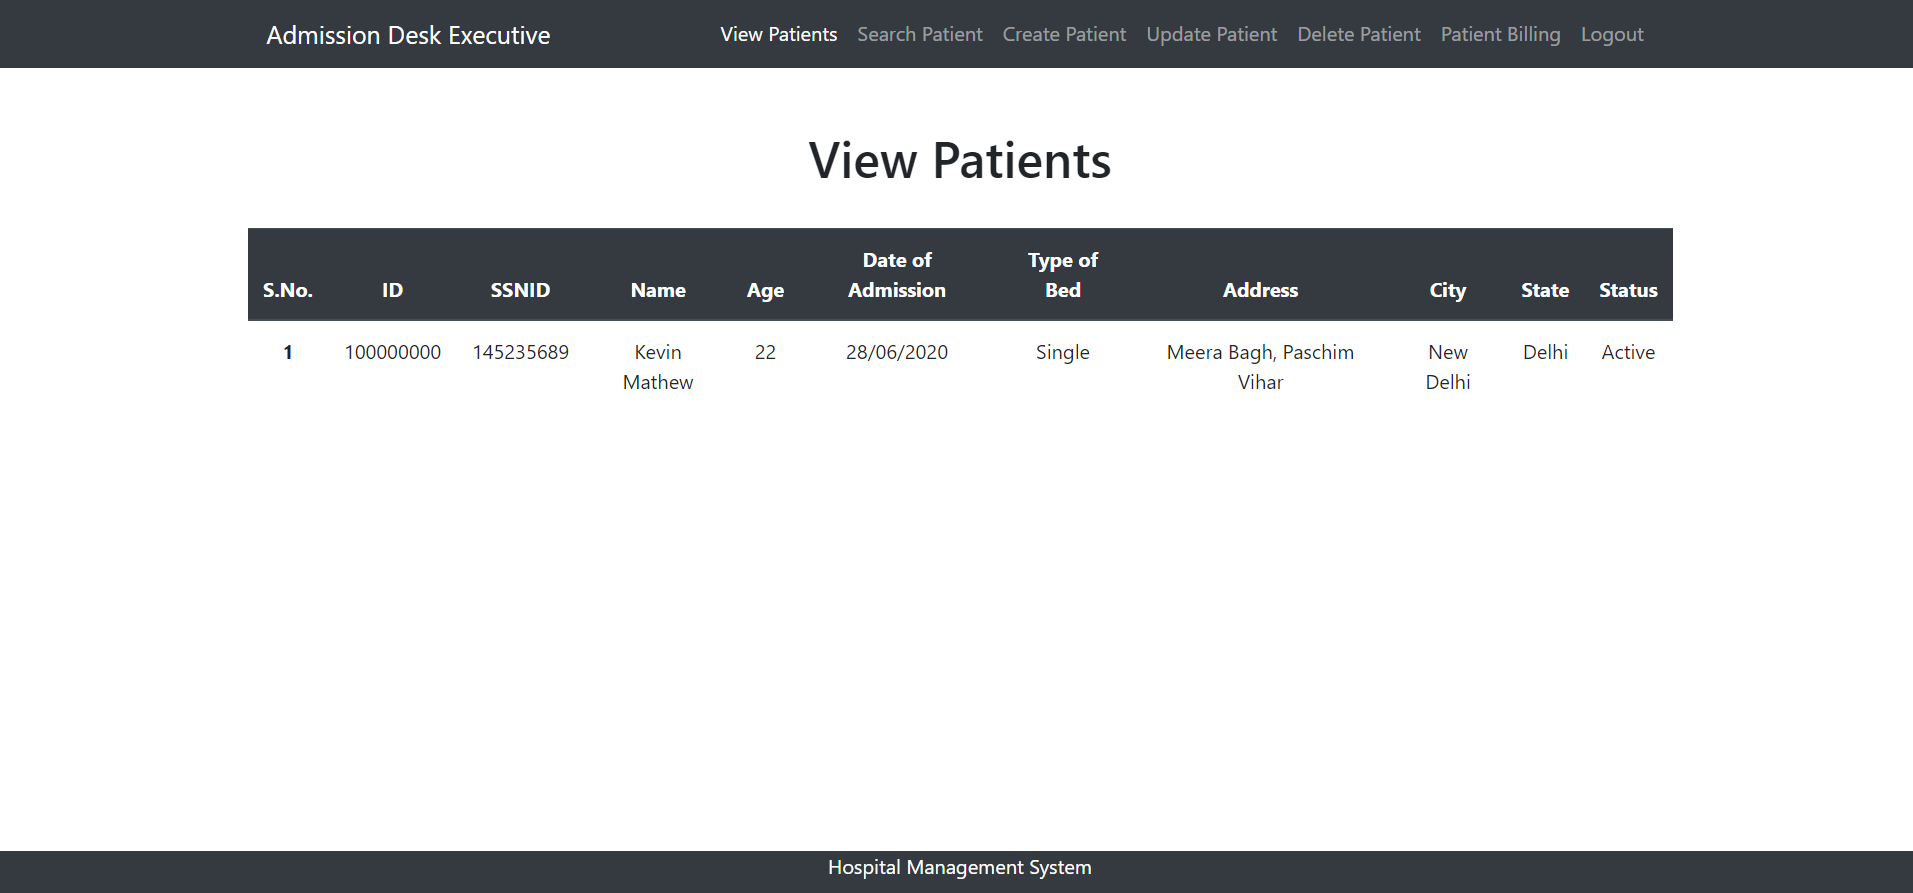 Admission Desk Executive View Patients Search Patient Create Patient Update Patient Delete Patient Patient Billing Logout
View Patients
S.No. ID SSNID Name Age Date of Admission Type of Bed Address City State Status
1 100000000 145235689 Kevin Mathew 22 28/06/2020 Single Meera Bagh, Paschim Vihar New Delhi Delhi Active
Hospital Management System